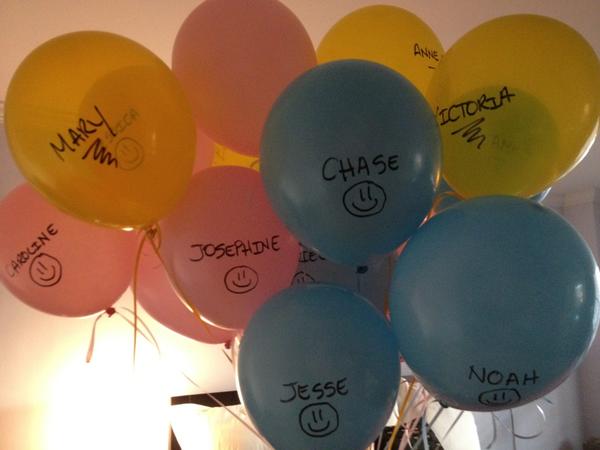 ANNE
VICTORIA
MARY
CHASE
CAROLINE
JOSEPHINE
NOAH
JESSE